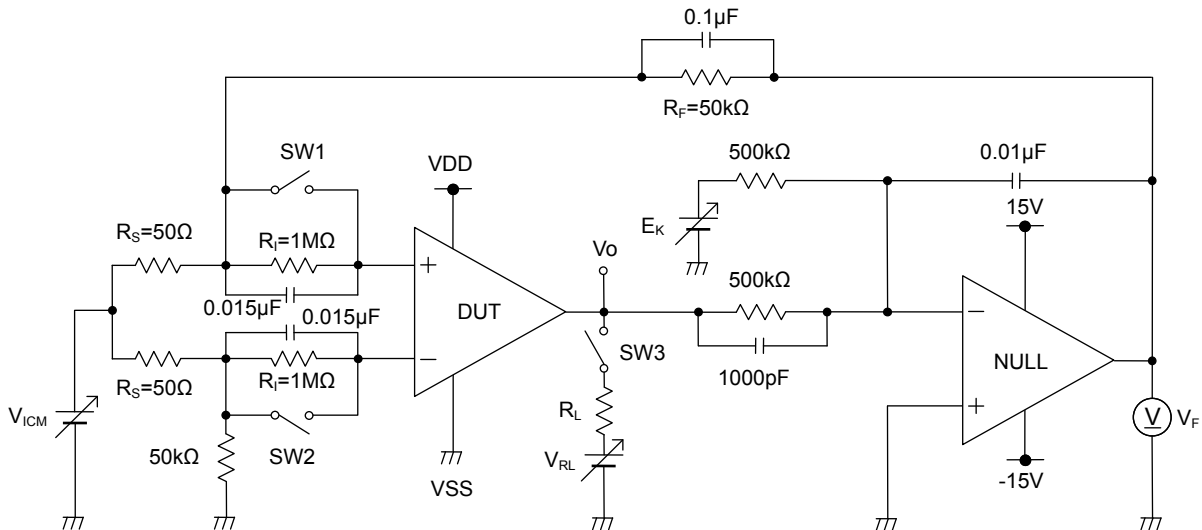 0.1µF
R_F=50kΩ
SW1
VDD
500kΩ
0.01µF
15V
E_K
R_S=50Ω
R_I=1MΩ
Vo
+
500kΩ
0.015µF
0.015µF
DUT
−
NULL
SW3
1000pF
R_S=50Ω
R_I=1MΩ
−
+
V_ICM
R_L
V
V_F
50kΩ
SW2
V_RL
-15V
VSS